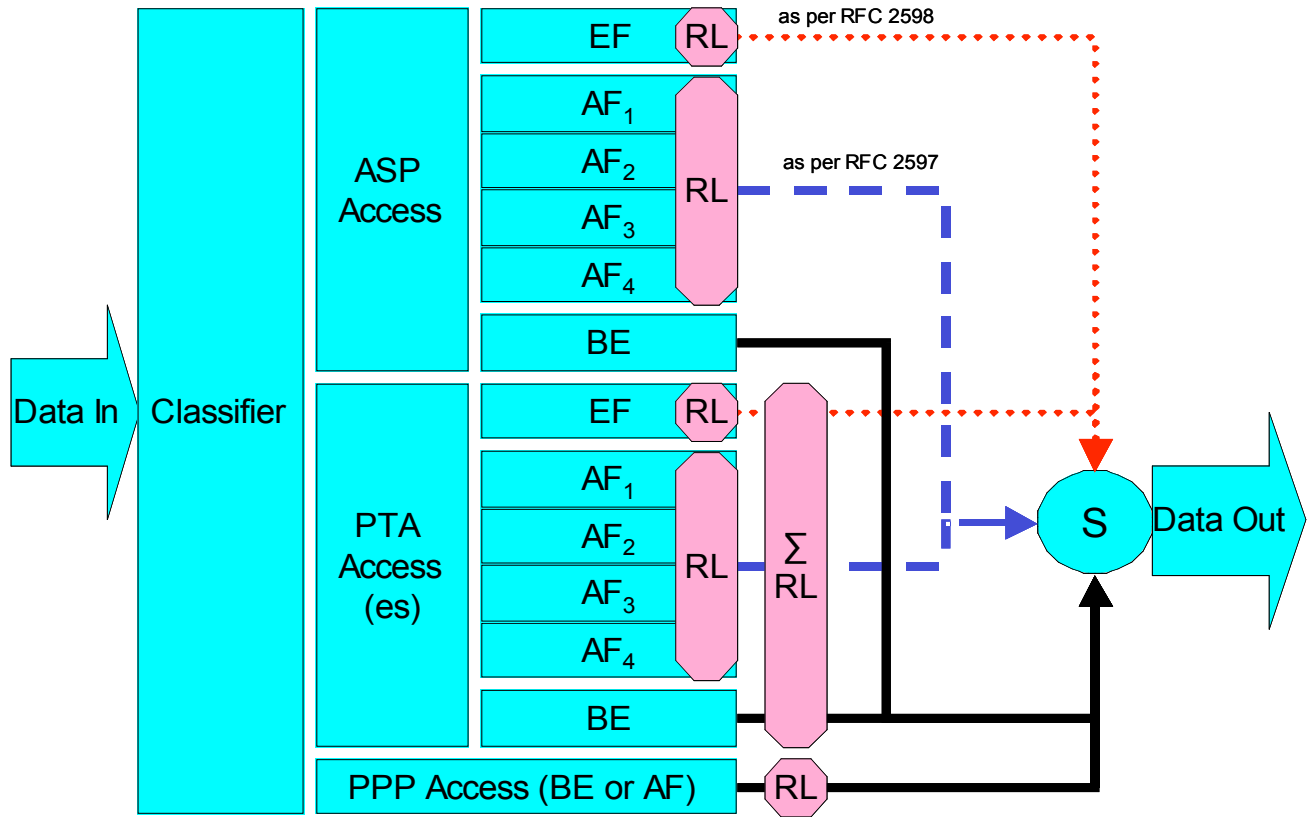 as per RFC 2598
EF RL
AF1
AF2
AF3
AF4
RL
ASP
Access
as per RFC 2597
BE
Data In
Classifier
EF RL
AF1
AF2
AF3
AF4
RL
PTA
Access
(es)
Σ
RL
S
Data Out
BE
PPP Access (BE or AF) RL